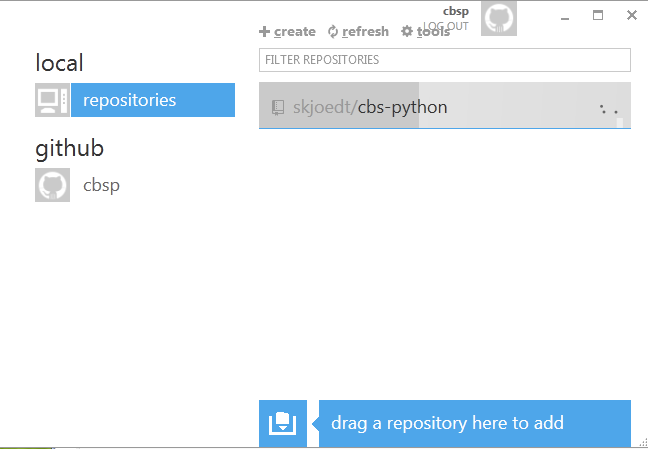 cbsp
LOG OUT
create refresh tools
local
FILTER REPOSITORIES
repositories
skjoedt/cbs-python
github
cbsp
drag a repository here to add